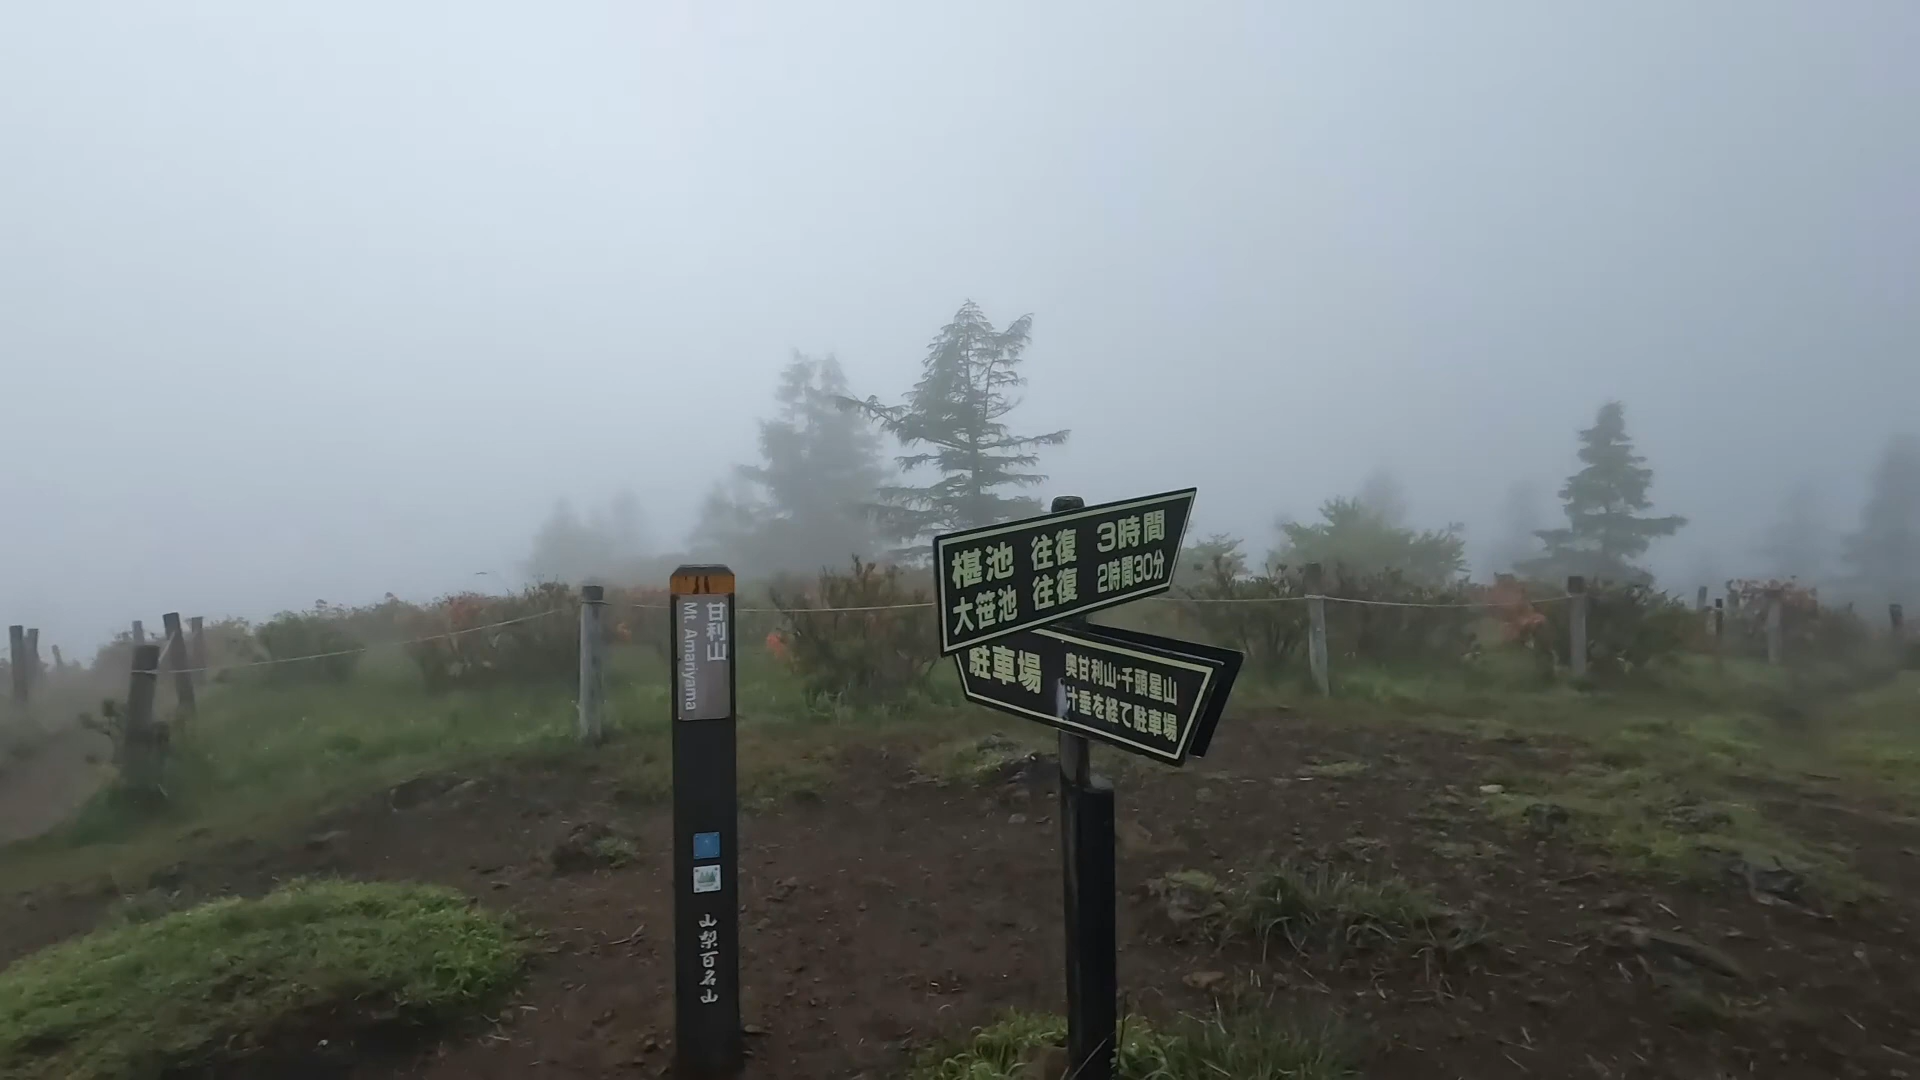 甘利山
Mt. Amariyama
山梨百名山
椹池 往復 3時間
大笹池 往復 2時間30分
駐車場
奥甘利山・千頭星山
汁垂を経て駐車場